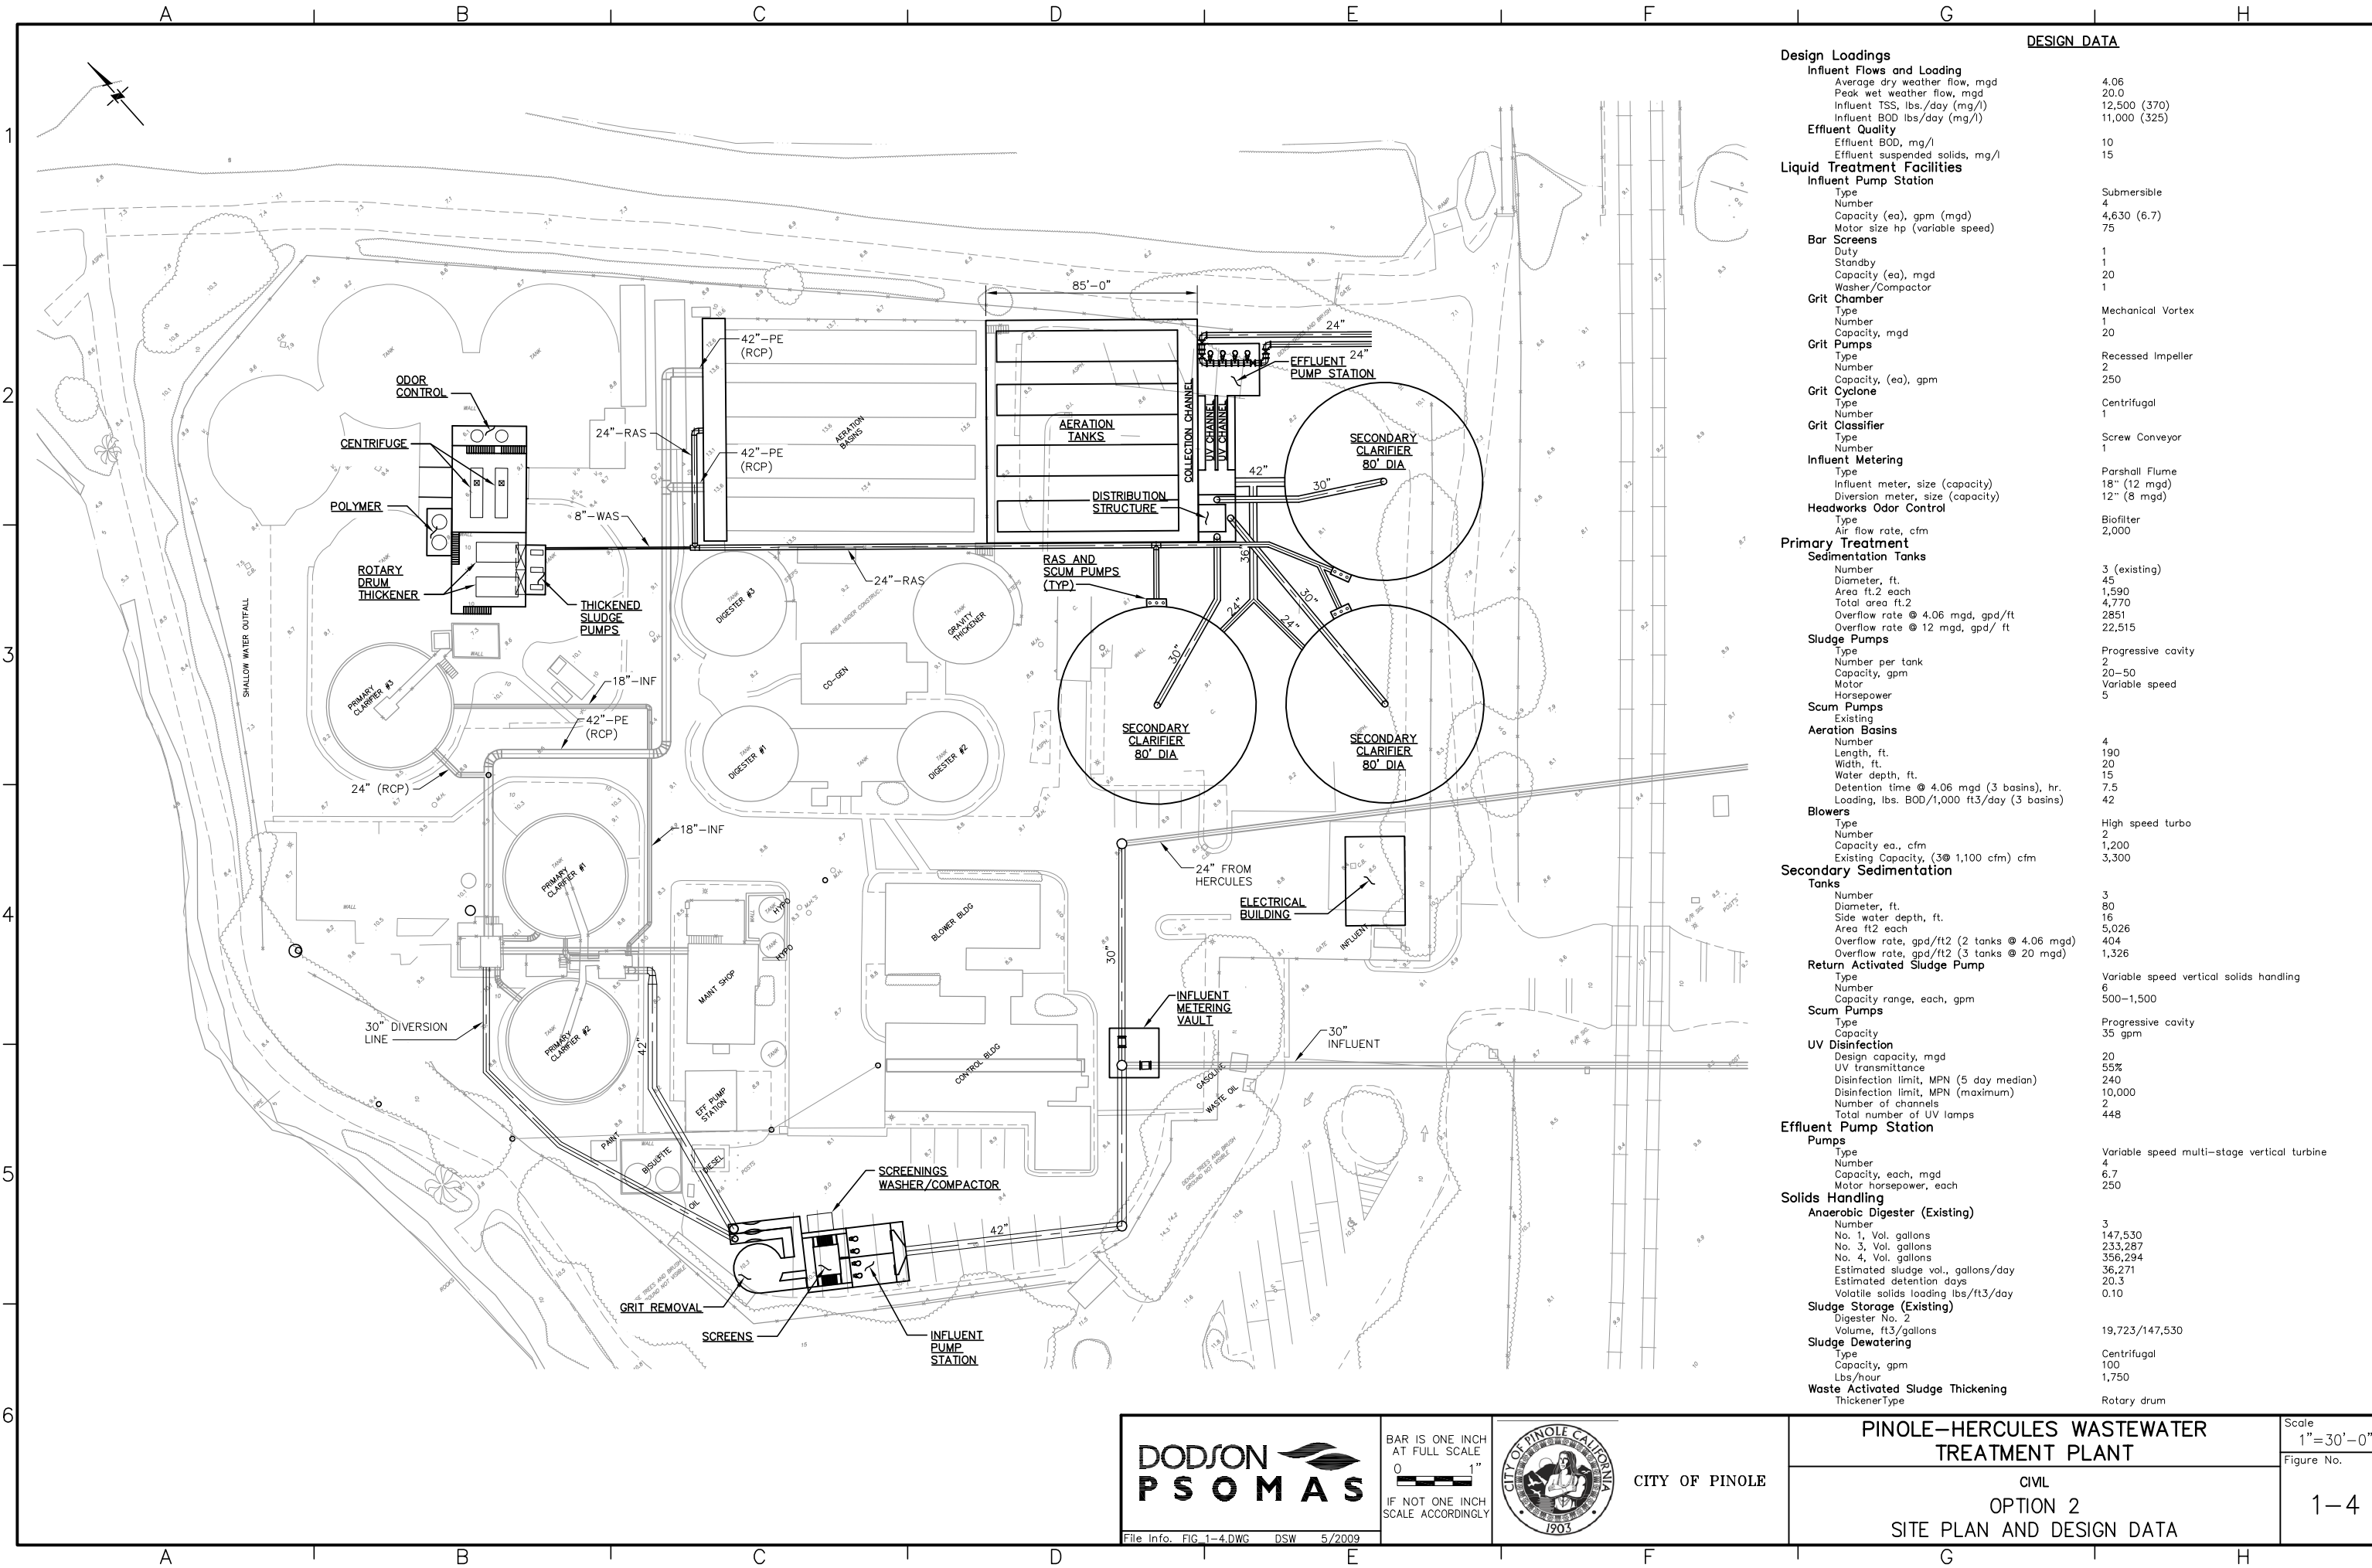 A B C D E F G H
1
2
3
4
5
6
DESIGN DATA
Design Loadings
Influent Flows and Loading
Average dry weather flow, mgd 4.06
Peak wet weather flow, mgd 20.0
Influent TSS, lbs./day (mg/l) 12,500 (370)
Influent BOD lbs/day (mg/l) 11,000 (325)
Effluent Quality
Effluent BOD, mg/l 10
Effluent suspended solids, mg/l 15
Liquid Treatment Facilities
Influent Pump Station
Type Submersible
Number 4
Capacity (ea), gpm (mgd) 4,630 (6.7)
Motor size hp (variable speed) 75
Bar Screens
Duty 1
Standby 1
Capacity (ea), mgd 20
Washer/Compactor 1
Grit Chamber
Type Mechanical Vortex
Number 1
Capacity, mgd 20
Grit Pumps
Type Recessed Impeller
Number 2
Capacity, (ea), gpm 250
Grit Cyclone
Type Centrifugal
Number 1
Grit Classifier
Type Screw Conveyor
Number 1
Influent Metering
Type Parshall Flume
Influent meter, size (capacity) 18" (12 mgd)
Diversion meter, size (capacity) 12" (8 mgd)
Headworks Odor Control
Type Biofilter
Air flow rate, cfm 2,000
Primary Treatment
Sedimentation Tanks
Number 3 (existing)
Diameter, ft. 45
Area ft.2 each 1,590
Total area ft.2 4,770
Overflow rate @ 4.06 mgd, gpd/ft 2851
Overflow rate @ 12 mgd, gpd/ ft 22,515
Sludge Pumps
Type Progressive cavity
Number per tank 2
Capacity, gpm 20-50
Motor Variable speed
Horsepower 5
Scum Pumps
Existing
Aeration Basins
Number 4
Length, ft. 190
Width, ft. 20
Water depth, ft. 15
Detention time @ 4.06 mgd (3 basins), hr. 7.5
Loading, lbs. BOD/1,000 ft3/day (3 basins) 42
Blowers
Type High speed turbo
Number 2
Capacity ea., cfm 1,200
Existing Capacity, (3@ 1,100 cfm) cfm 3,300
Secondary Sedimentation
Tanks
Number 3
Diameter, ft. 80
Side water depth, ft. 16
Area ft2 each 5,026
Overflow rate, gpd/ft2 (2 tanks @ 4.06 mgd) 404
Overflow rate, gpd/ft2 (3 tanks @ 20 mgd) 1,326
Return Activated Sludge Pump
Type Variable speed vertical solids handling
Number 6
Capacity range, each, gpm 500-1,500
Scum Pumps
Type Progressive cavity
Capacity 35 gpm
UV Disinfection
Design capacity, mgd 20
UV transmittance 55%
Disinfection limit, MPN (5 day median) 240
Disinfection limit, MPN (maximum) 10,000
Number of channels 2
Total number of UV lamps 448
Effluent Pump Station
Pumps
Type Variable speed multi-stage vertical turbine
Number 4
Capacity, each, mgd 6.7
Motor horsepower, each 250
Solids Handling
Anaerobic Digester (Existing)
Number 3
No. 1, Vol. gallons 147,530
No. 3, Vol. gallons 233,287
No. 4, Vol. gallons 356,294
Estimated sludge vol., gallons/day 36,271
Estimated detention days 20.3
Volatile solids loading lbs/ft3/day 0.10
Sludge Storage (Existing)
Digester No. 2
Volume, ft3/gallons 19,723/147,530
Sludge Dewatering
Type Centrifugal
Capacity, gpm 100
Lbs/hour 1,750
Waste Activated Sludge Thickening
ThickenerType Rotary drum
85'-0"
42"-PE
(RCP)
24"
24"
EFFLUENT
PUMP STATION
ODOR
CONTROL
CENTRIFUGE
24"-RAS
42"-PE
(RCP)
AERATION
BASINS
AERATION
TANKS
COLLECTION CHANNEL
UV CHANNEL
UV CHANNEL
SECONDARY
CLARIFIER
80' DIA
42"
30"
POLYMER
8"-WAS
DISTRIBUTION
STRUCTURE
36"
ROTARY
DRUM
THICKENER
THICKENED
SLUDGE
PUMPS
24"-RAS
RAS AND
SCUM PUMPS
(TYP)
DIGESTER #3
AREA UNDER CONSTRUC
GRAVITY
THICKENER
24"
24"
30"
30"
SHALLOW WATER OUTFALL
PRIMARY
CLARIFIER #3
18"-INF
42"-PE
(RCP)
CO-GEN
24" (RCP)
DIGESTER #1
DIGESTER #2
SECONDARY
CLARIFIER
80' DIA
SECONDARY
CLARIFIER
80' DIA
18"-INF
PRIMARY
CLARIFIER #1
24" FROM
HERCULES
ELECTRICAL
BUILDING
HYPO
HYPO
BLOWER BLDG
INFLUENT
30"
MAINT SHOP
INFLUENT
METERING
VAULT
30" DIVERSION
LINE
PRIMARY
CLARIFIER #2
42"
30"
INFLUENT
CONTROL BLDG
GASOLINE
WASTE OIL
EFF PUMP
STATION
PAINT
BISULFITE
DIESEL
OIL
DENSE TREES AND BRUSH
GROUND NOT VISIBLE
SCREENINGS
WASHER/COMPACTOR
42"
GRIT REMOVAL
SCREENS
INFLUENT
PUMP
STATION
DODSON
PSOMAS
File Info. FIG_1-4.DWG DSW 5/2009
BAR IS ONE INCH
AT FULL SCALE
0 1"
IF NOT ONE INCH
SCALE ACCORDINGLY
CITY OF PINOLE CALIFORNIA
1903
CITY OF PINOLE
PINOLE-HERCULES WASTEWATER
TREATMENT PLANT
CIVIL
OPTION 2
SITE PLAN AND DESIGN DATA
Scale
1"=30'-0"
Figure No.
1-4
A B C D E F G H